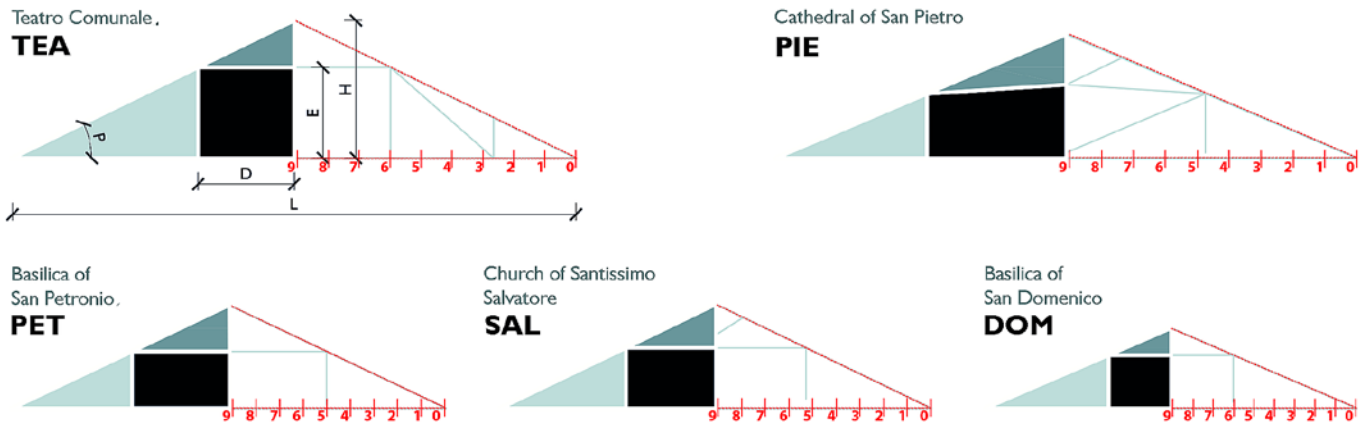 Teatro Comunale,
TEA
P
D
E
H
L
9 8 7 6 5 4 3 2 1 0
Cathedral of San Pietro
PIE
9 8 7 6 5 4 3 2 1 0
Basilica of
San Petronio,
PET
9 8 7 6 5 4 3 2 1 0
Church of Santissimo
Salvatore
SAL
9 8 7 6 5 4 3 2 1 0
Basilica of
San Domenico
DOM
9 8 7 6 5 4 3 2 1 0